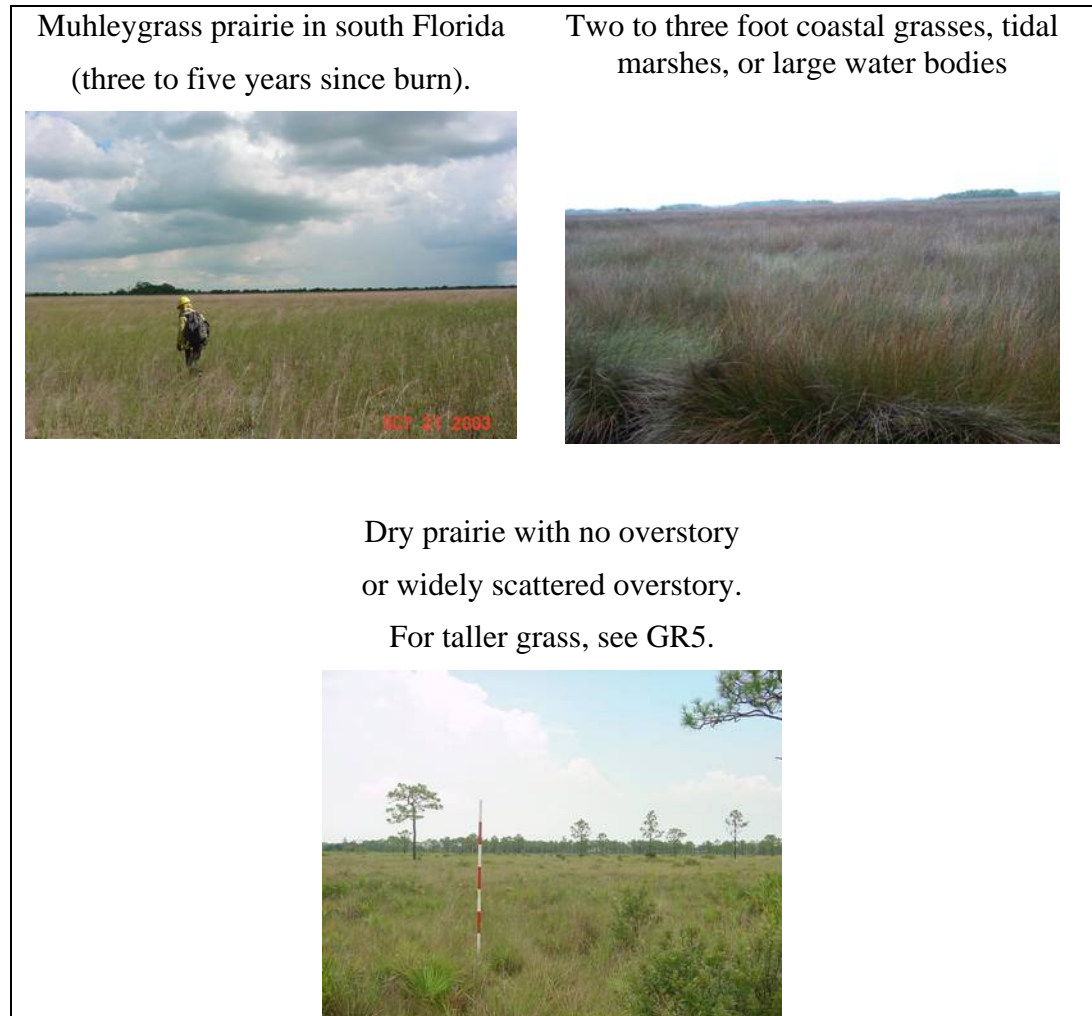 Muhleygrass prairie in south Florida
(three to five years since burn).
Two to three foot coastal grasses, tidal
marshes, or large water bodies
OCT 21 2003
Dry prairie with no overstory
or widely scattered overstory.
For taller grass, see GR5.